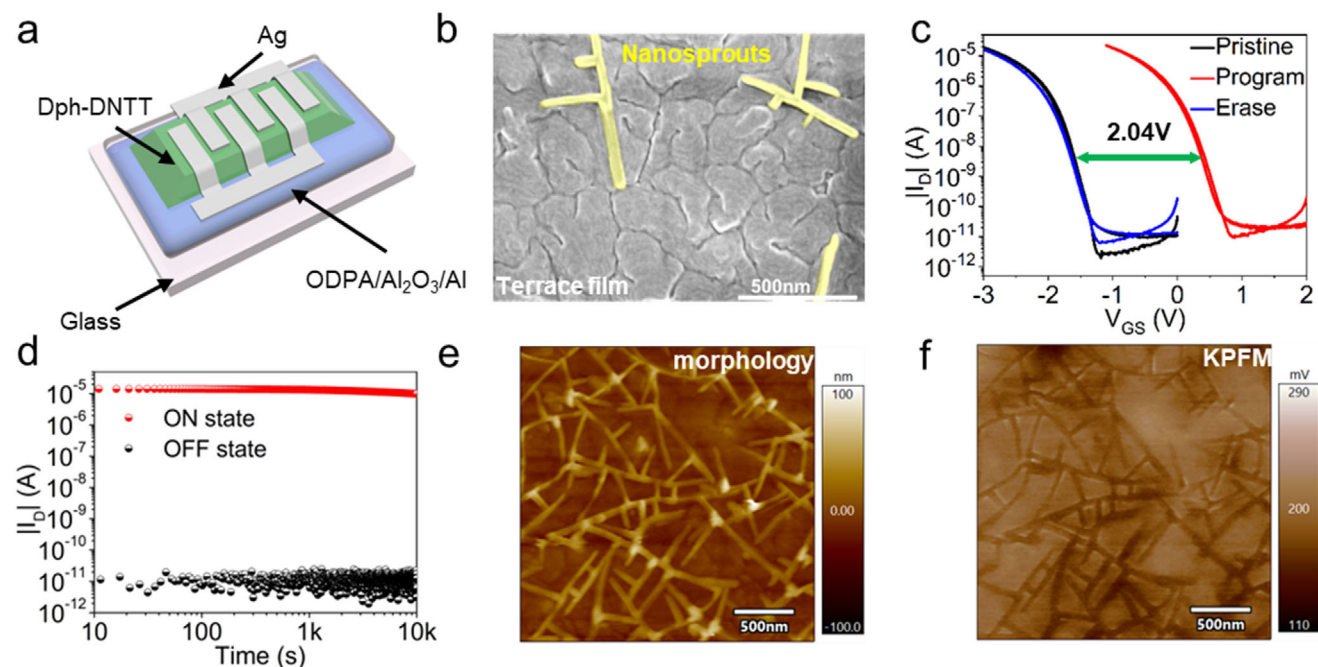 a
Ag
Dph-DNTT
ODPA/Al₂O₃/Al
Glass
b
Nanosprouts
Terrace film
500nm
c
Pristine
Program
Erase
2.04V
|I_D| (A)
10⁻⁵
10⁻⁶
10⁻⁷
10⁻⁸
10⁻⁹
10⁻¹⁰
10⁻¹¹
10⁻¹²
-3 -2 -1 0 1 2
V_GS (V)
d
|I_D| (A)
10⁻⁵
10⁻⁶
10⁻⁷
10⁻⁸
10⁻⁹
10⁻¹⁰
10⁻¹¹
10⁻¹²
ON state
OFF state
10 100 1k 10k
Time (s)
e
morphology
nm
100
0.00
-100.0
500nm
f
KPFM
mV
290
200
110
500nm